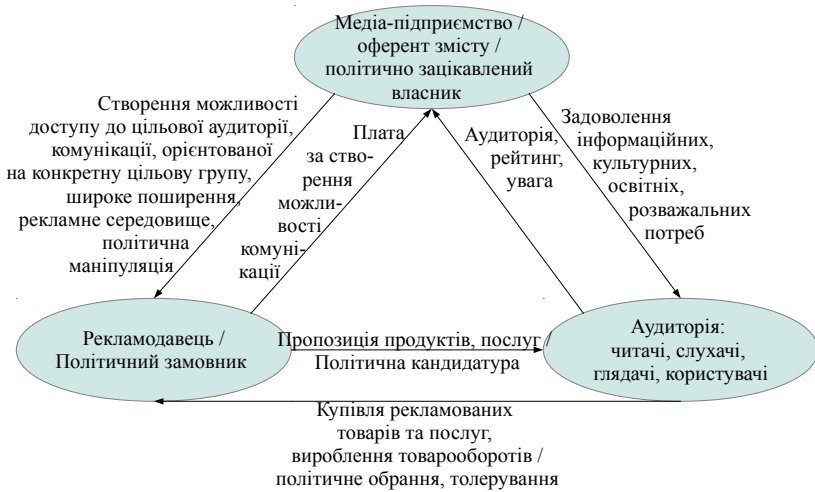 Медіа-підприємство /
оферент змісту /
політично зацікавлений
власник
Створення можливості
доступу до цільової аудиторії,
комунікації, орієнтованої
на конкретну цільову групу,
широке поширення,
рекламне середовище,
політична
маніпуляція
Плата
за ство-
рення
можли-
вості
комуні-
кації
Аудиторія,
рейтинг,
увага
Задоволення
інформаційних,
культурних,
освітніх,
розважальних
потреб
Рекламодавець /
Політичний замовник
Пропозиція продуктів, послуг /
Політична кандидатура
Аудиторія:
читачі, слухачі,
глядачі, користувачі
Купівля рекламованих
товарів та послуг,
вироблення товарооборотів /
політичне обрання, толерування